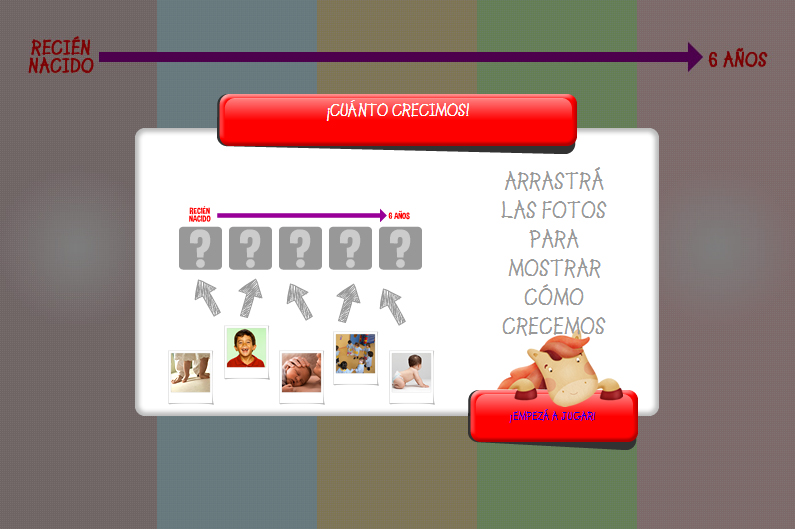 RECIÉN
NACIDO
6 AÑOS
¡CUÁNTO CRECIMOS!
RECIÉN
NACIDO
6 AÑOS
?
?
?
?
?
ARRASTRÁ
LAS FOTOS
PARA
MOSTRAR
CÓMO
CRECEMOS
¡EMPEZÁ A JUGAR!